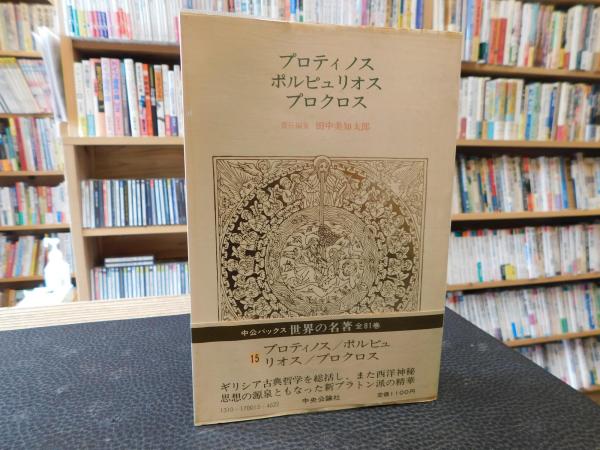 プロティノス
ポルピュリオス
プロクロス
責任編集 田中美知太郎
中公バックス 世界の名著 全81巻
15 プロティノス/ポルピュ
リオス/プロクロス
ギリシア古典哲学を総括し、また西洋神秘
思想の源泉ともなった新プラトン派の精華
1310-170015-4622 中央公論社 定価1100円